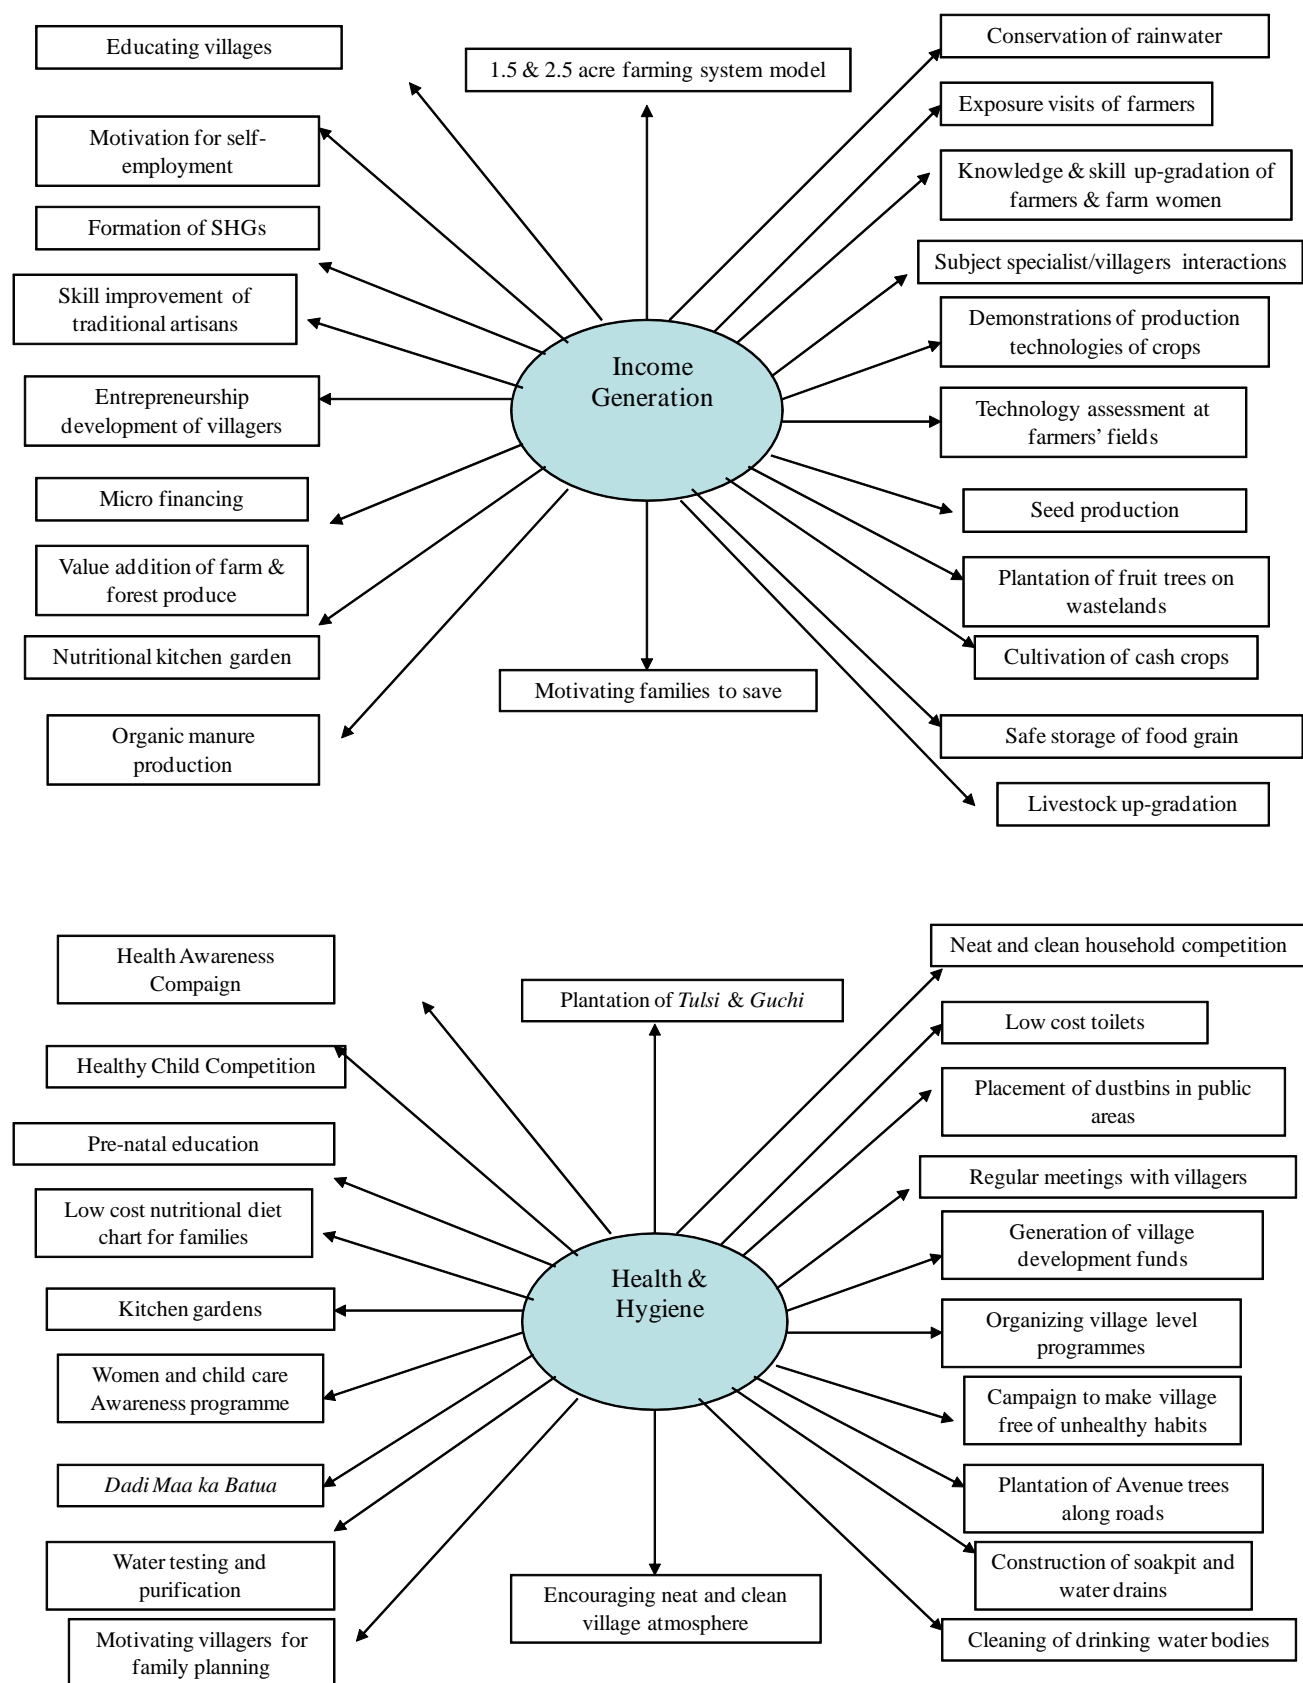 Educating villages
1.5 & 2.5 acre farming system model
Conservation of rainwater
Exposure visits of farmers
Motivation for self-
employment
Knowledge & skill up-gradation of
farmers & farm women
Formation of SHGs
Subject specialist/villagers interactions
Skill improvement of
traditional artisans
Demonstrations of production
technologies of crops
Income
Generation
Entrepreneurship
development of villagers
Technology assessment at
farmers' fields
Micro financing
Seed production
Value addition of farm &
forest produce
Plantation of fruit trees on
wastelands
Nutritional kitchen garden
Cultivation of cash crops
Motivating families to save
Organic manure
production
Safe storage of food grain
Livestock up-gradation
Health Awareness
Compaign
Neat and clean household competition
Plantation of Tulsi & Guchi
Low cost toilets
Healthy Child Competition
Placement of dustbins in public
areas
Pre-natal education
Regular meetings with villagers
Low cost nutritional diet
chart for families
Generation of village
development funds
Health &
Hygiene
Kitchen gardens
Organizing village level
programmes
Women and child care
Awareness programme
Campaign to make village
free of unhealthy habits
Dadi Maa ka Batua
Plantation of Avenue trees
along roads
Water testing and
purification
Construction of soakpit and
water drains
Encouraging neat and clean
village atmosphere
Motivating villagers for
family planning
Cleaning of drinking water bodies